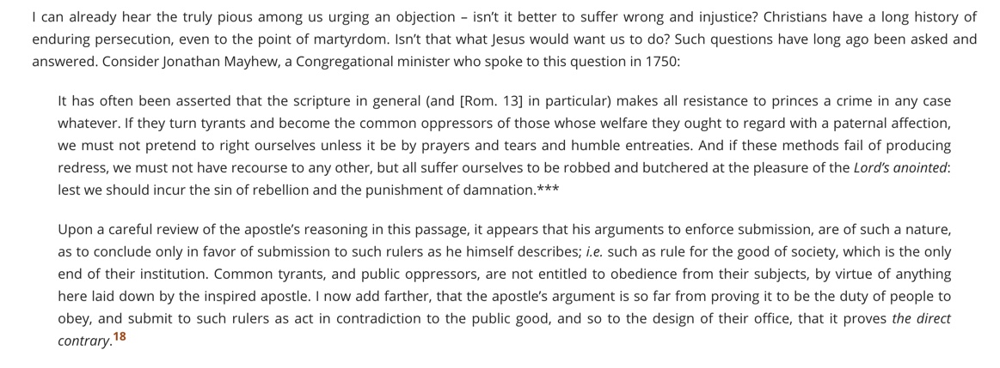 I can already hear the truly pious among us urging an objection – isn't it better to suffer wrong and injustice? Christians have a long history of
enduring persecution, even to the point of martyrdom. Isn't that what Jesus would want us to do? Such questions have long ago been asked and
answered. Consider Jonathan Mayhew, a Congregational minister who spoke to this question in 1750:
It has often been asserted that the scripture in general (and [Rom. 13] in particular) makes all resistance to princes a crime in any case
whatever. If they turn tyrants and become the common oppressors of those whose welfare they ought to regard with a paternal affection,
we must not pretend to right ourselves unless it be by prayers and tears and humble entreaties. And if these methods fail of producing
redress, we must not have recourse to any other, but all suffer ourselves to be robbed and butchered at the pleasure of the Lord's anointed:
lest we should incur the sin of rebellion and the punishment of damnation.***
Upon a careful review of the apostle's reasoning in this passage, it appears that his arguments to enforce submission, are of such a nature,
as to conclude only in favor of submission to such rulers as he himself describes; i.e. such as rule for the good of society, which is the only
end of their institution. Common tyrants, and public oppressors, are not entitled to obedience from their subjects, by virtue of anything
here laid down by the inspired apostle. I now add farther, that the apostle's argument is so far from proving it to be the duty of people to
obey, and submit to such rulers as act in contradiction to the public good, and so to the design of their office, that it proves the direct
contrary.18